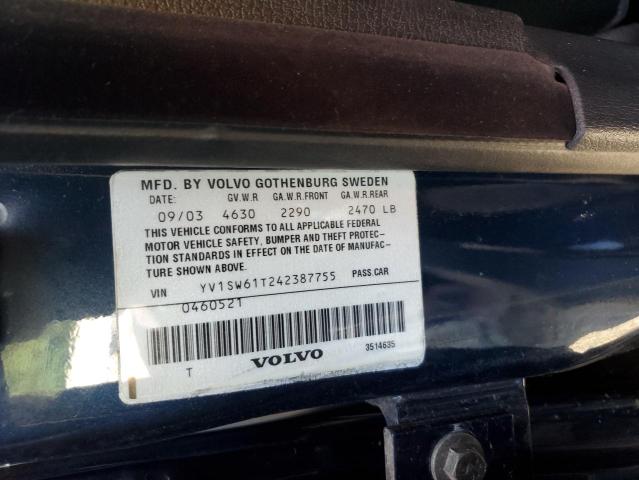 MFD. BY VOLVO GOTHENBURG SWEDEN
DATE: GV.W.R GA.W.R.FRONT GA.W.R.REAR
09/03 4630 2290 2470 LB
THIS VEHICLE CONFORMS TO ALL APPLICABLE FEDERAL
MOTOR VEHICLE SAFETY, BUMPER AND THEFT PROTEC-
TION STANDARDS IN EFFECT ON THE DATE OF MANUFAC-
TURE SHOWN ABOVE.
VIN YV1SW61T242387755 PASS.CAR
0460521
T VOLVO 3514635